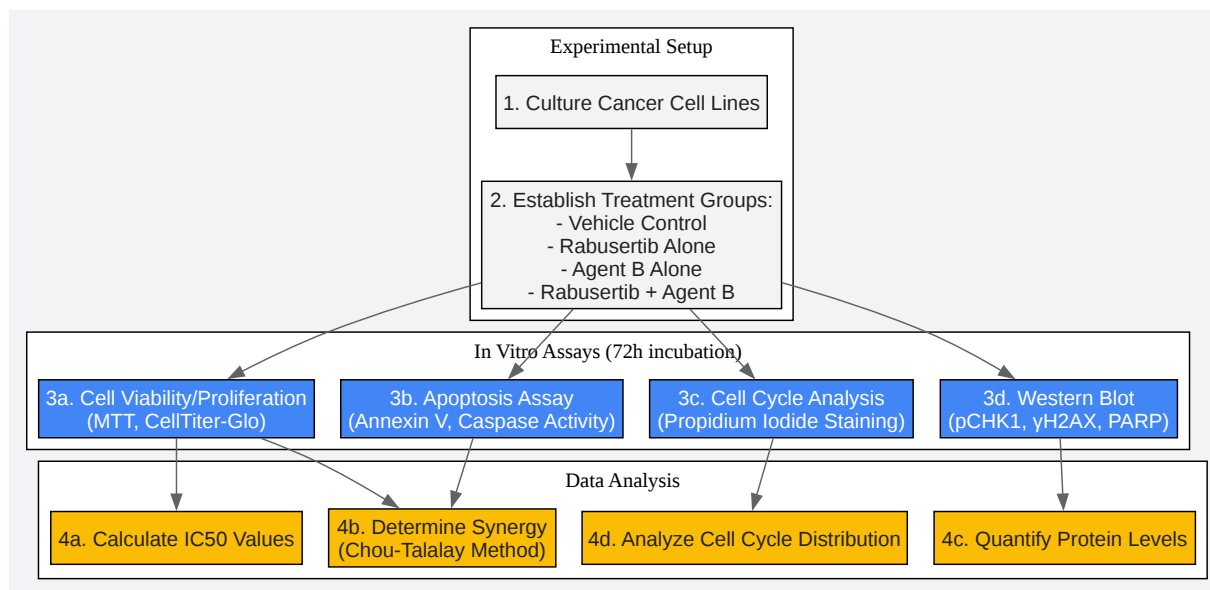 Experimental Setup
1. Culture Cancer Cell Lines
2. Establish Treatment Groups:
- Vehicle Control
- Rabusertib Alone
- Agent B Alone
- Rabusertib + Agent B
In Vitro Assays (72h incubation)
3a. Cell Viability/Proliferation
(MTT, CellTiter-Glo)
3b. Apoptosis Assay
(Annexin V, Caspase Activity)
3c. Cell Cycle Analysis
(Propidium Iodide Staining)
3d. Western Blot
(pCHK1, γH2AX, PARP)
Data Analysis
4a. Calculate IC50 Values
4b. Determine Synergy
(Chou-Talalay Method)
4d. Analyze Cell Cycle Distribution
4c. Quantify Protein Levels